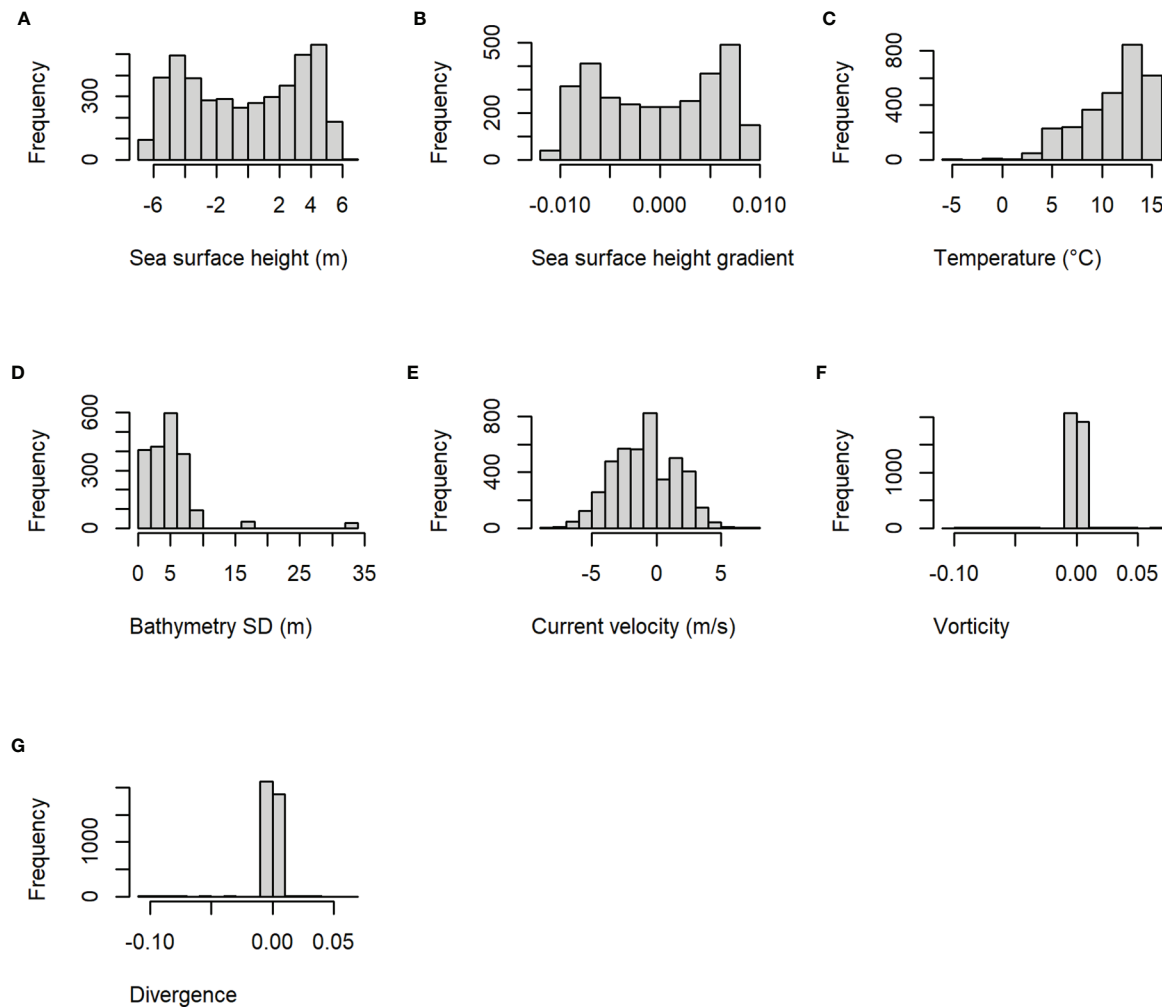 A
Frequency
0 300
-6 -2 2 4 6
Sea surface height (m)
B
Frequency
0 200 500
-0.010 0.000 0.010
Sea surface height gradient
C
Frequency
0 400 800
-5 0 5 10 15
Temperature (°C)
D
Frequency
0 300 600
0 5 15 25 35
Bathymetry SD (m)
E
Frequency
0 400 800
-5 0 5
Current velocity (m/s)
F
Frequency
0 1000
-0.10 0.00 0.05
Vorticity
G
Frequency
0 1000
-0.10 0.00 0.05
Divergence